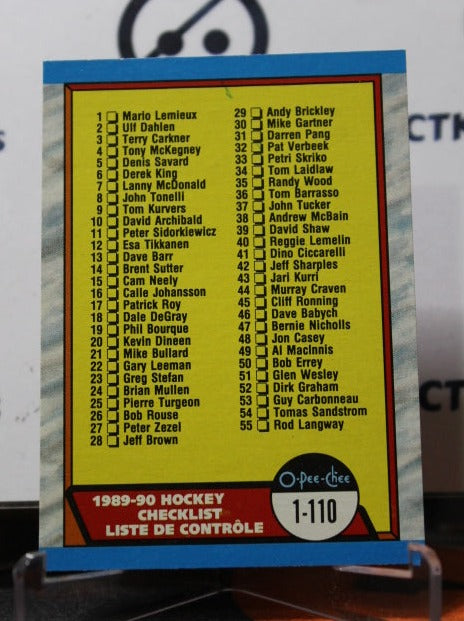 1 Mario Lemieux
2 Ulf Dahlen
3 Terry Carkner
4 Tony McKegney
5 Denis Savard
6 Derek King
7 Lanny McDonald
8 John Tonelli
9 Tom Kurvers
10 David Archibald
11 Peter Sidorkiewicz
12 Esa Tikkanen
13 Dave Barr
14 Brent Sutter
15 Cam Neely
16 Calle Johansson
17 Patrick Roy
18 Dale DeGray
19 Phil Bourque
20 Kevin Dineen
21 Mike Bullard
22 Gary Leeman
23 Greg Stefan
24 Brian Mullen
25 Pierre Turgeon
26 Bob Rouse
27 Peter Zezel
28 Jeff Brown
29 Andy Brickley
30 Mike Gartner
31 Darren Pang
32 Pat Verbeek
33 Petri Skriko
34 Tom Laidlaw
35 Randy Wood
36 Tom Barrasso
37 John Tucker
38 Andrew McBain
39 David Shaw
40 Reggie Lemelin
41 Dino Ciccarelli
42 Jeff Sharples
43 Jari Kurri
44 Murray Craven
45 Cliff Ronning
46 Dave Babych
47 Bernie Nicholls
48 Jon Casey
49 Al MacInnis
50 Bob Errey
51 Glen Wesley
52 Dirk Graham
53 Guy Carbonneau
54 Tomas Sandstrom
55 Rod Langway
1989-90 HOCKEY
CHECKLIST
LISTE DE CONTRÔLE
O-Pee-Chee
1-110